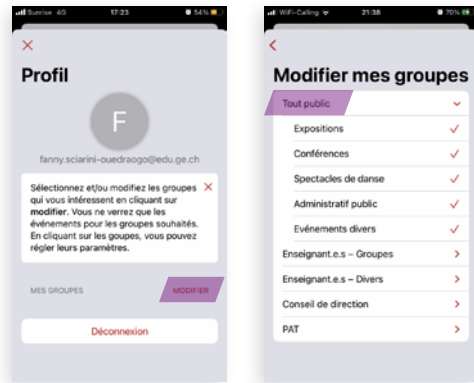 Sunrise 4G 17:23 54%
Profil
F
fanny.sciarini-ouedraogo@edu.ge.ch
Sélectionnez et/ou modifiez les groupes
qui vous intéressent en cliquant sur
modifier. Vous ne verrez que les
événements pour les groupes souhaités.
En cliquant sur les goupes, vous pouvez
régler leurs paramètres.
MES GROUPES MODIFIER
Déconnexion
WiFi-Calling 21:38 70%
Modifier mes groupes
Tout public
Expositions
Conférences
Spectacles de danse
Administratif public
Evénements divers
Enseignant.e.s – Groupes
Enseignant.e.s – Divers
Conseil de direction
PAT